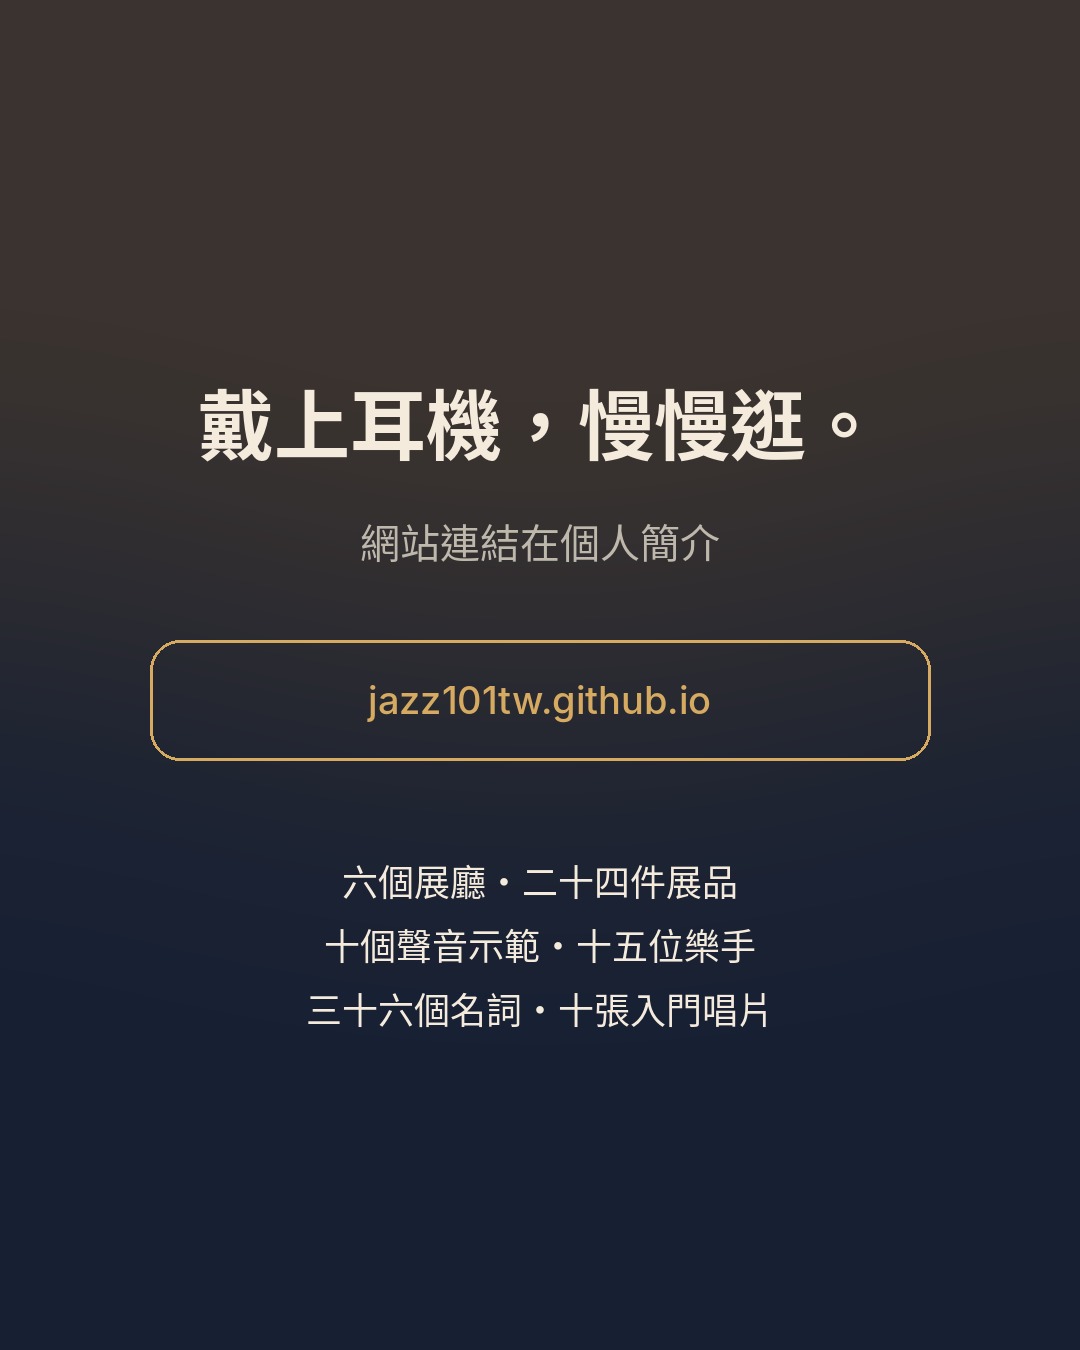 戴上耳機，慢慢逛。
網站連結在個人簡介
jazz101tw.github.io
六個展廳・二十四件展品
十個聲音示範・十五位樂手
三十六個名詞・十張入門唱片